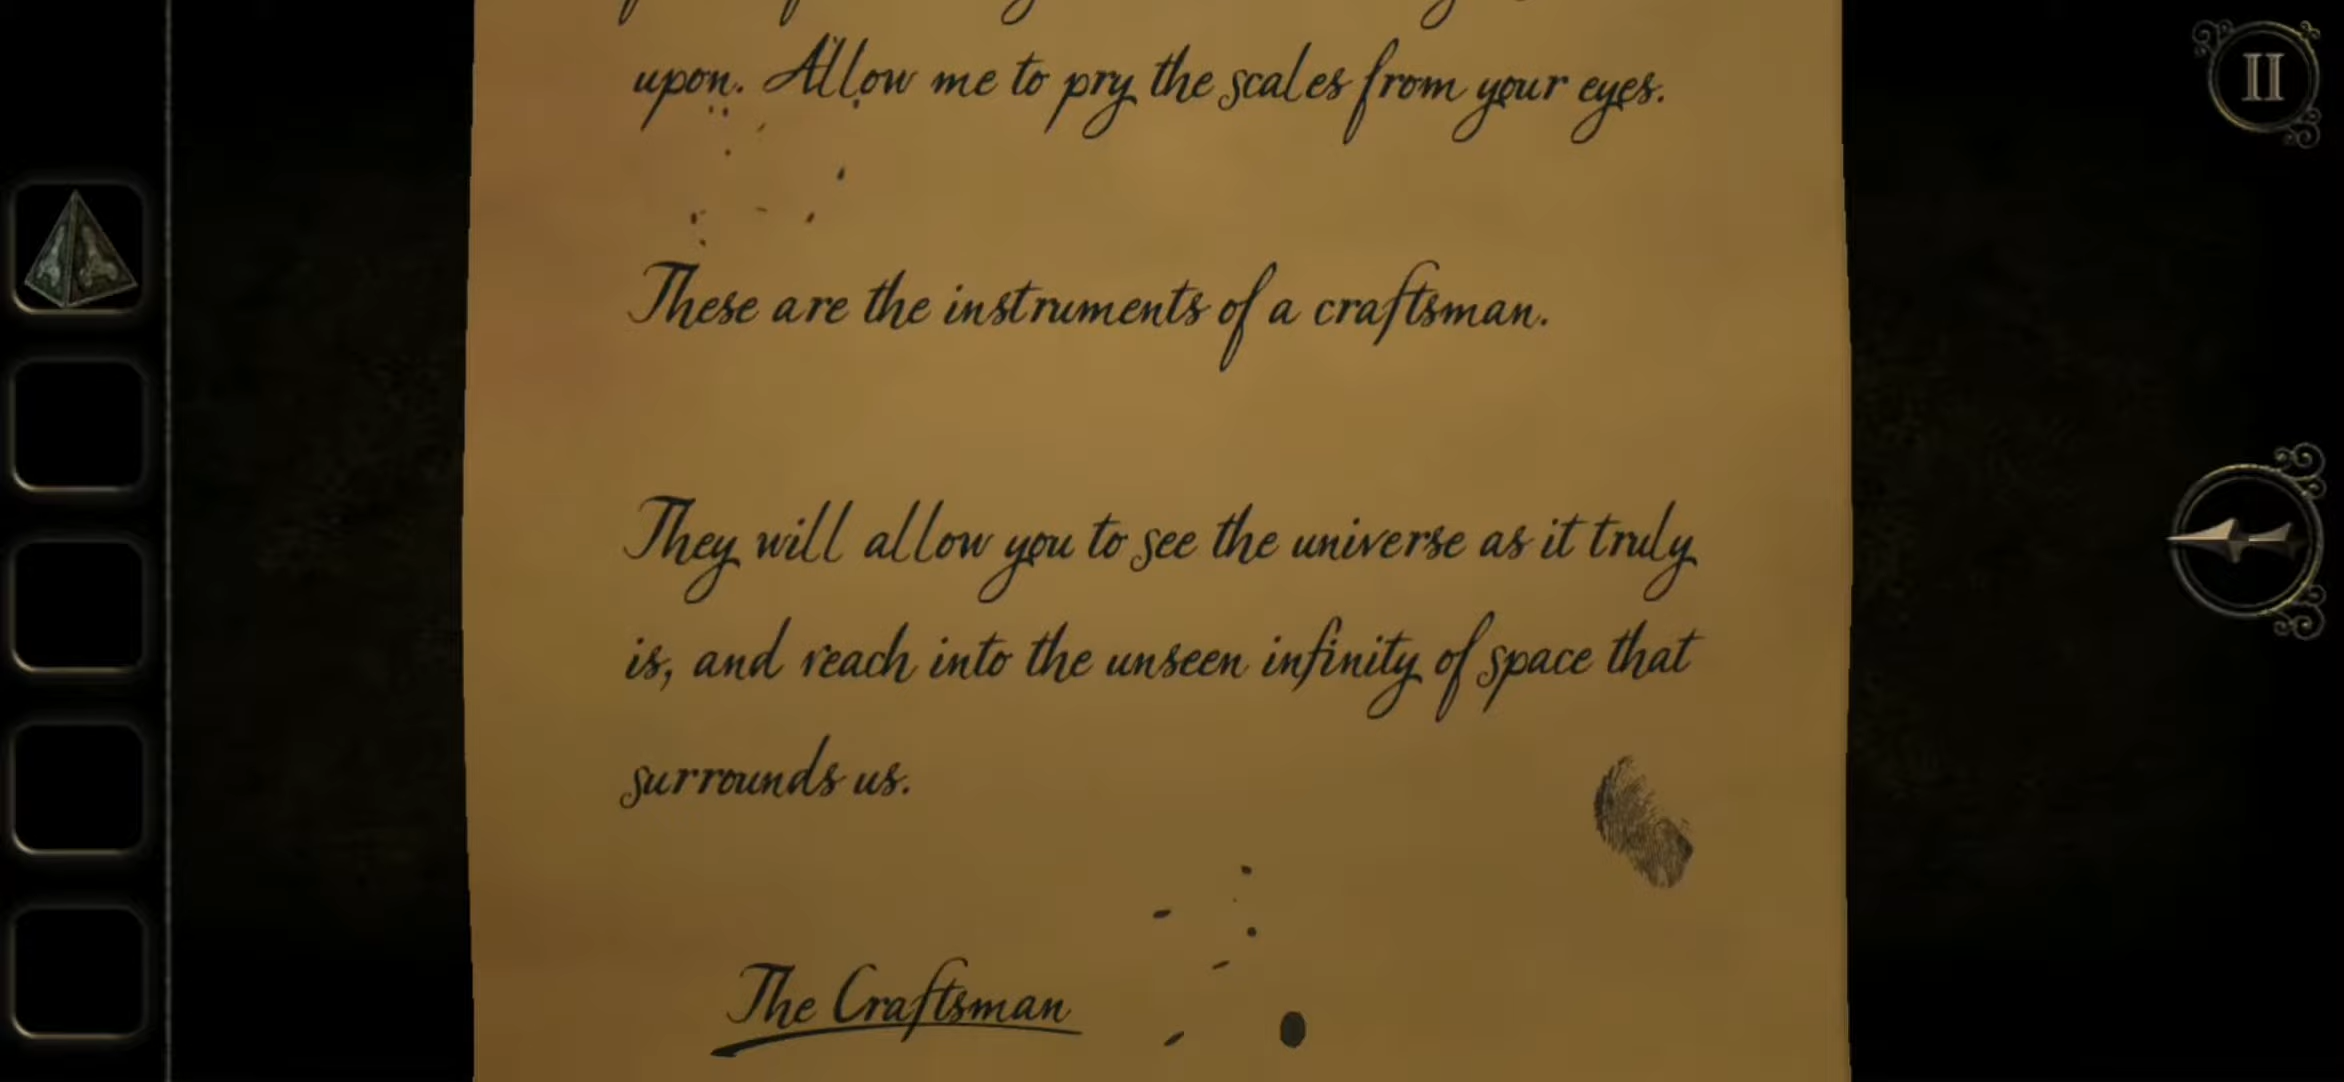 upon. Allow me to pry the scales from your eyes.
These are the instruments of a craftsman.
They will allow you to see the universe as it truly
is, and reach into the unseen infinity of space that
surrounds us.
The Craftsman